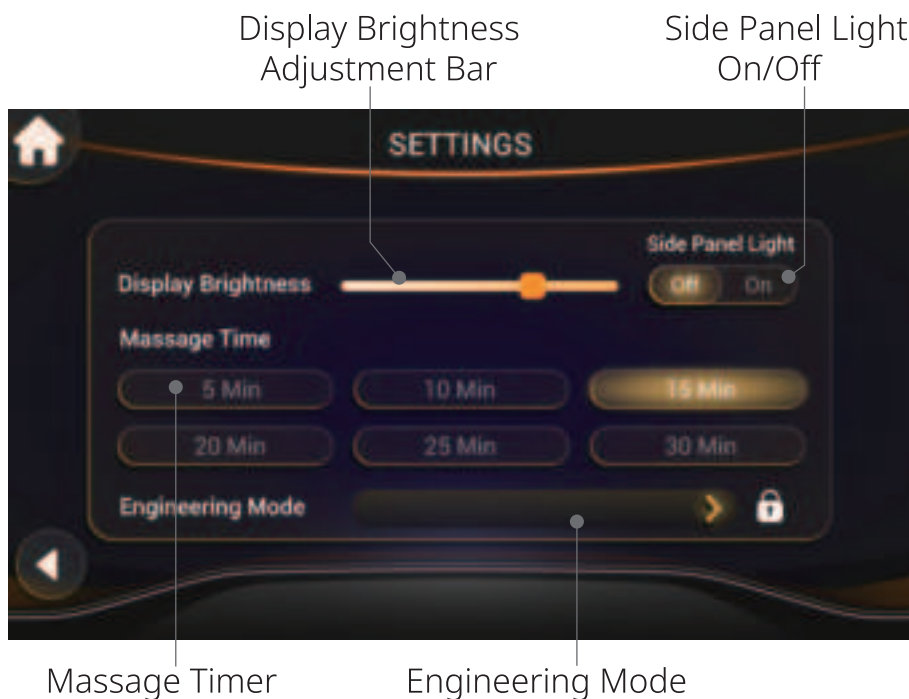 Display Brightness
Adjustment Bar
Side Panel Light
On/Off
SETTINGS
Side Panel Light
Display Brightness
Off On
Massage Time
5 Min 10 Min 15 Min
20 Min 25 Min 30 Min
Engineering Mode
Massage Timer
Engineering Mode